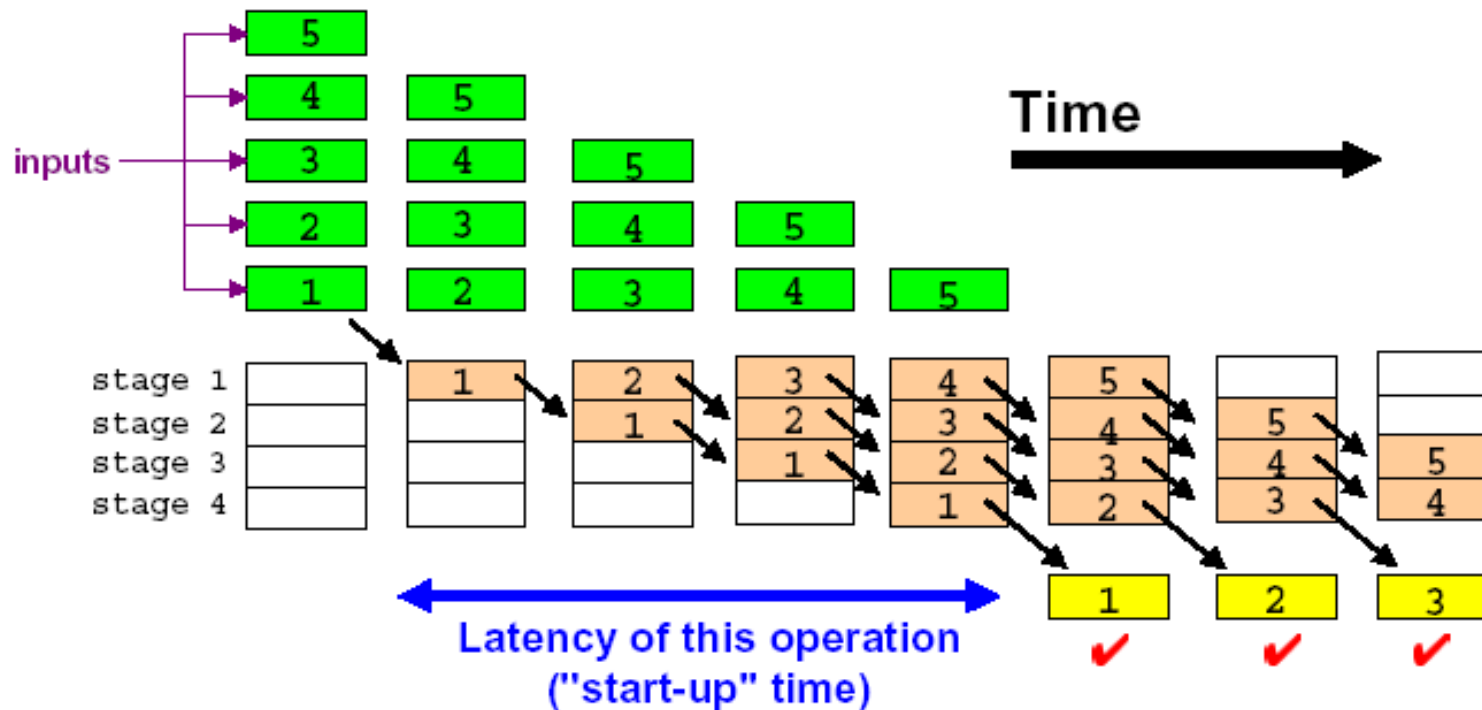 5
4 5
Time
inputs 3 4 5
2 3 4 5
1 2 3 4 5
stage 1 1 2 3 4 5
stage 2 1 2 3 4 5
stage 3 1 2 3 4 5
stage 4 1 2 3 4
1 2 3
Latency of this operation
("start-up" time)